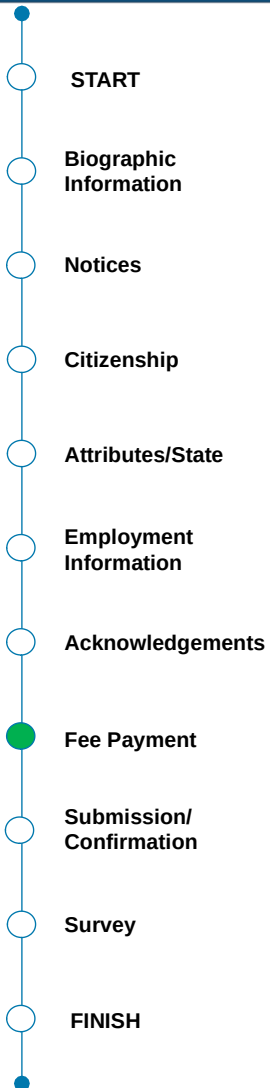 START
Biographic
Information
Notices
Citizenship
Attributes/State
Employment
Information
Acknowledgements
Fee Payment
Submission/
Confirmation
Survey
FINISH